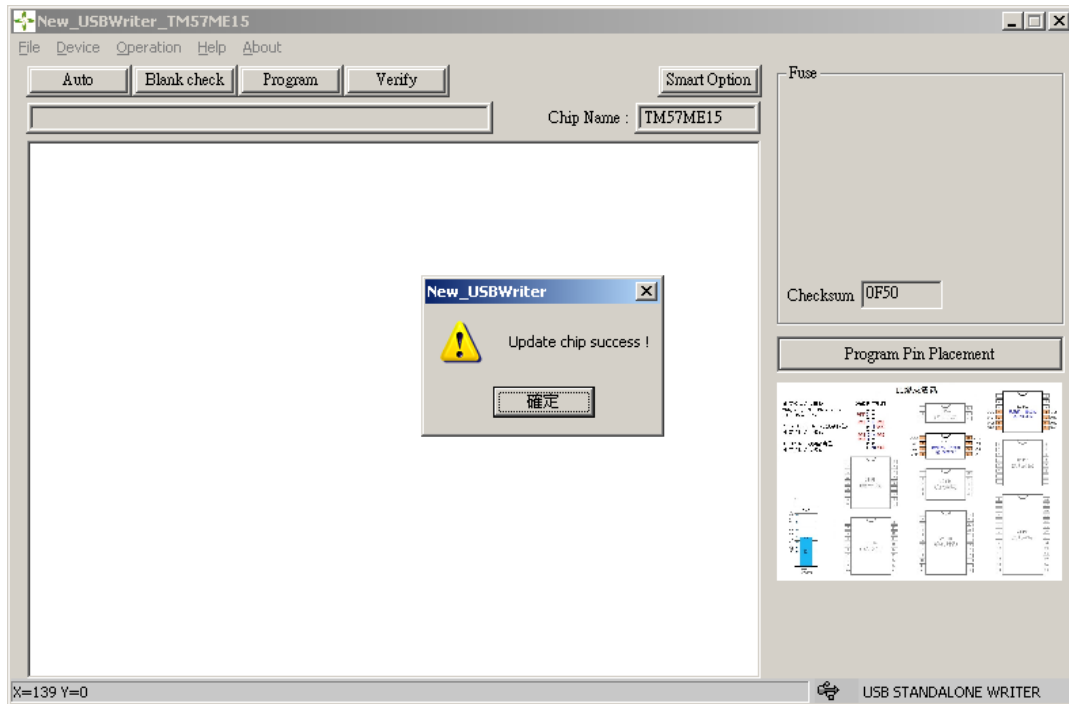 New_USBWriter_TM57ME15
File Device Operation Help About
Auto Blank check Program Verify Smart Option
Chip Name : TM57ME15
Fuse
New_USBWriter
Update chip success !
確定
Checksum 0F50
Program Pin Placement
X=139 Y=0
USB STANDALONE WRITER